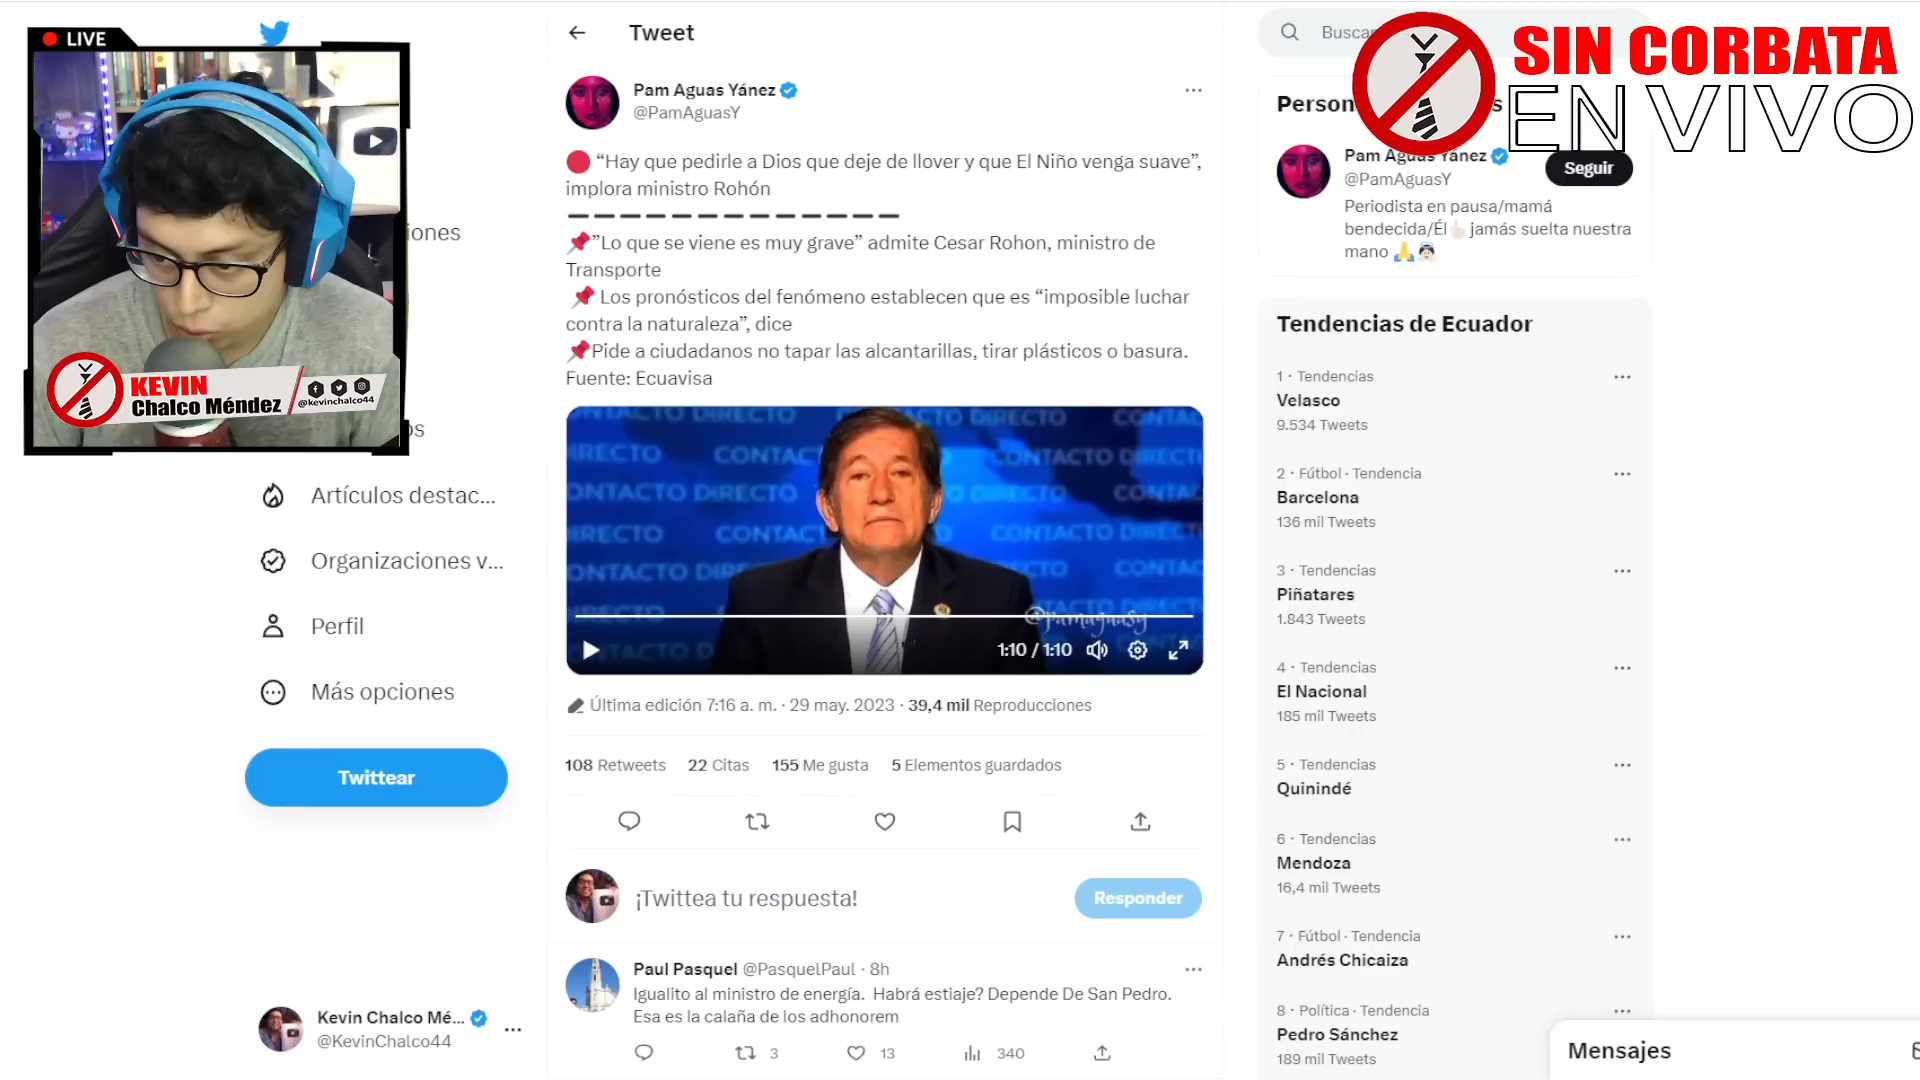 LIVE
KEVIN
Chalco Méndez
@kevinchalco44
iones
os
Artículos destac...
Organizaciones v...
Perfil
Más opciones
Twittear
Kevin Chalco Mé...
@KevinChalco44
Tweet
Pam Aguas Yánez
@PamAguasY
“Hay que pedirle a Dios que deje de llover y que El Niño venga suave”,
implora ministro Rohón
”Lo que se viene es muy grave” admite Cesar Rohon, ministro de
Transporte
Los pronósticos del fenómeno establecen que es “imposible luchar
contra la naturaleza”, dice
Pide a ciudadanos no tapar las alcantarillas, tirar plásticos o basura.
Fuente: Ecuavisa
CONTACTO DIRECTO
@PamaguasY
1:10 / 1:10
Última edición 7:16 a. m. · 29 may. 2023 · 39,4 mil Reproducciones
108 Retweets 22 Citas 155 Me gusta 5 Elementos guardados
¡Twittea tu respuesta!
Responder
Paul Pasquel @PasquelPaul · 8h
Igualito al ministro de energía. Habrá estiaje? Depende De San Pedro.
Esa es la calaña de los adhonorem
3 13 340
SIN CORBATA
EN VIVO
Busca
Person
s
Pam Aguas Yánez
@PamAguasY
Seguir
Periodista en pausa/mamá
bendecida/Él jamás suelta nuestra
mano
Tendencias de Ecuador
1 · Tendencias
Velasco
9.534 Tweets
2 · Fútbol · Tendencia
Barcelona
136 mil Tweets
3 · Tendencias
Piñatares
1.843 Tweets
4 · Tendencias
El Nacional
185 mil Tweets
5 · Tendencias
Quinindé
6 · Tendencias
Mendoza
16,4 mil Tweets
7 · Fútbol · Tendencia
Andrés Chicaiza
8 · Política · Tendencia
Pedro Sánchez
189 mil Tweets
Mensajes